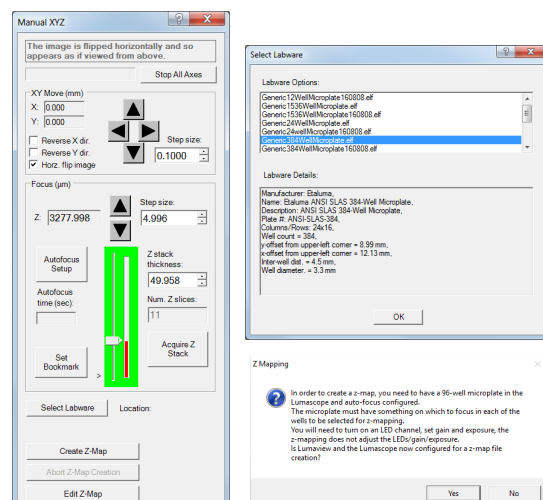 Manual XYZ
The image is flipped horizontally and so
appears as if viewed from above.
Stop All Axes
XY Move (mm)
X: 0.000
Y: 0.000
Reverse X dir.
Reverse Y dir.
Horz. flip image
Step size:
0.1000
Focus (µm)
Z: 3277.998
Step size:
4.996
Autofocus
Setup
Autofocus
time (sec):
Z stack
thickness:
49.958
Num. Z slices:
11
Set
Bookmark
>
Acquire Z
Stack
Select Labware
Location:
Create Z-Map
Abort Z-Map Creation
Edit Z-Map
Select Labware
Labware Options:
Generic12WellMicroplate160808.elf
Generic1536WellMicroplate.elf
Generic1536WellMicroplate160808.elf
Generic24WellMicroplate.elf
Generic24wellMicroplate160808.elf
Generic384WellMicroplate.elf
Generic384WellMicroplate160808.elf
Labware Details:
Manufacturer: Etaluma,
Name: Etaluma ANSI SLAS 384-Well Microplate,
Description: ANSI SLAS 384-Well Microplate,
Plate #: ANSI-SLAS-384,
Columns/Rows: 24x16,
Well count = 384,
y-offset from upper-left corner = 8.99 mm,
x-offset from upper-left corner = 12.13 mm,
Inter-well dist. = 4.5 mm,
Well diameter. = 3.3 mm
OK
Z Mapping
In order to create a z-map, you need to have a 96-well microplate in the
Lumascope and auto-focus configured.
The microplate must have something on which to focus in each of the
wells to be selected for z-mapping.
You will need to turn on an LED channel, set gain and exposure, the
z-mapping does not adjust the LEDs/gain/exposure.
Is Lumaview and the Lumascope now configured for a z-map file
creation?
Yes
No